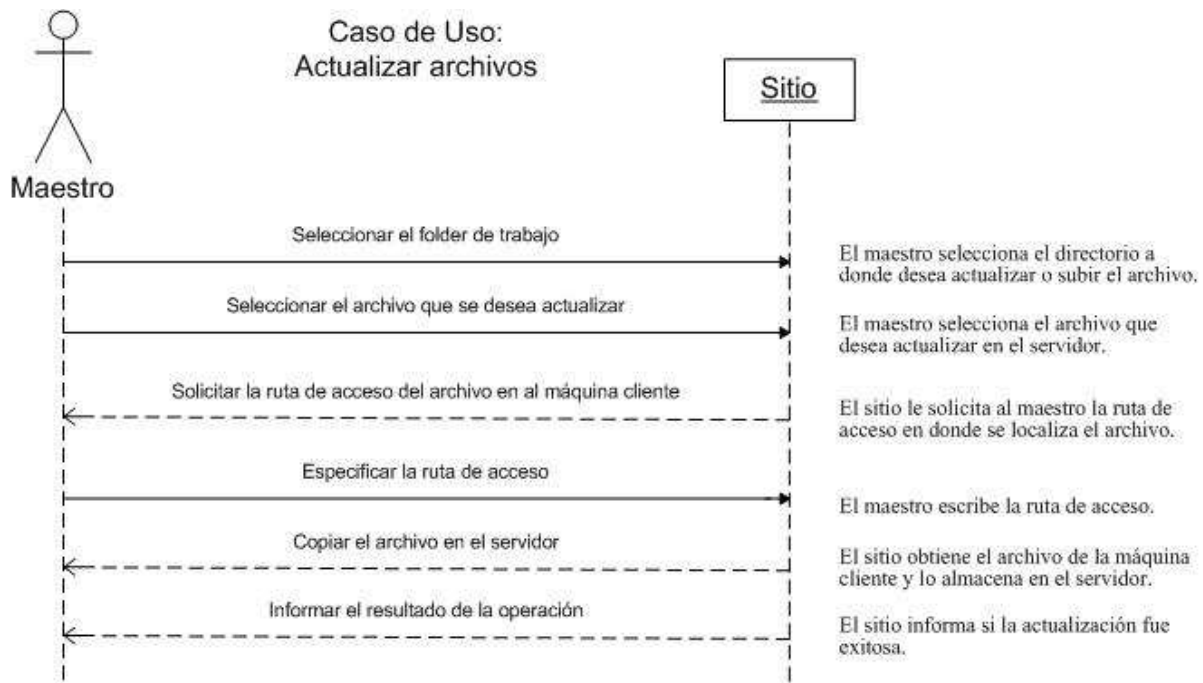 Caso de Uso:
Actualizar archivos
Sitio
Maestro
Seleccionar el folder de trabajo
El maestro selecciona el directorio a
donde desea actualizar o subir el archivo.
Seleccionar el archivo que se desea actualizar
El maestro selecciona el archivo que
desea actualizar en el servidor.
Solicitar la ruta de acceso del archivo en al máquina cliente
El sitio le solicita al maestro la ruta de
acceso en donde se localiza el archivo.
Especificar la ruta de acceso
El maestro escribe la ruta de acceso.
Copiar el archivo en el servidor
El sitio obtiene el archivo de la máquina
cliente y lo almacena en el servidor.
Informar el resultado de la operación
El sitio informa si la actualización fue
exitosa.